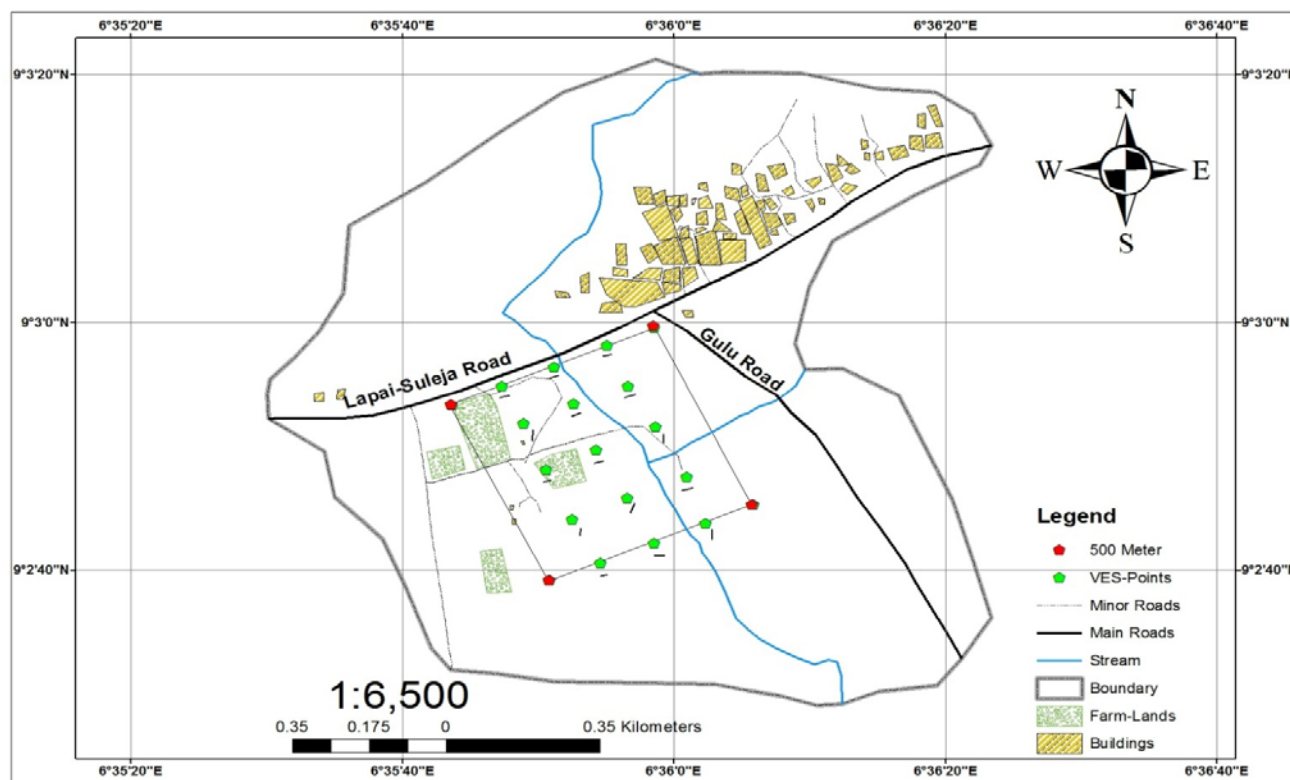 6°35'20"E 6°35'40"E 6°36'0"E 6°36'20"E 6°36'40"E
9°3'20"N 9°3'20"N
N
W E
S
9°3'0"N 9°3'0"N
Lapai-Suleja Road
Gulu Road
Legend
500 Meter
9°2'40"N 9°2'40"N
VES-Points
Minor Roads
Main Roads
Stream
Boundary
1:6,500
Farm-Lands
0.35 0.175 0 0.35 Kilometers
Buildings
6°35'20"E 6°35'40"E 6°36'0"E 6°36'20"E 6°36'40"E